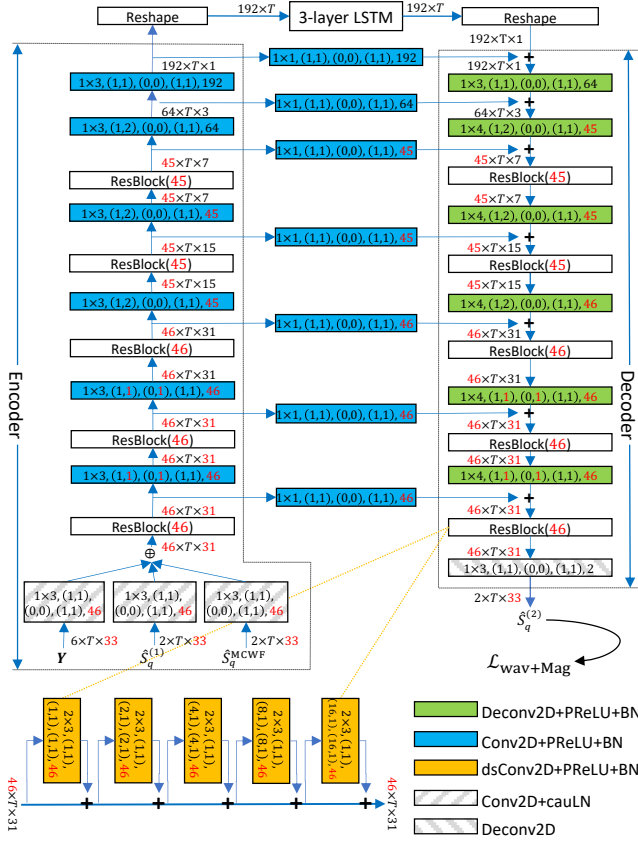 Reshape
192×T
3-layer LSTM
192×T
Reshape
192×T×1
192×T×1
1×3, (1,1), (0,0), (1,1), 192
1×1, (1,1), (0,0), (1,1), 192
192×T×1
1×3, (1,1), (0,0), (1,1), 64
64×T×3
1×3, (1,2), (0,0), (1,1), 64
1×1, (1,1), (0,0), (1,1), 64
64×T×3
1×4, (1,2), (0,0), (1,1), 45
45×T×7
1×1, (1,1), (0,0), (1,1), 45
45×T×7
ResBlock(45)
ResBlock(45)
45×T×7
45×T×7
1×3, (1,2), (0,0), (1,1), 45
1×4, (1,2), (0,0), (1,1), 45
45×T×15
1×1, (1,1), (0,0), (1,1), 45
45×T×15
ResBlock(45)
ResBlock(45)
45×T×15
45×T×15
1×3, (1,2), (0,0), (1,1), 45
1×4, (1,2), (0,0), (1,1), 46
46×T×31
1×1, (1,1), (0,0), (1,1), 46
46×T×31
ResBlock(46)
ResBlock(46)
46×T×31
46×T×31
1×3, (1,1), (0,1), (1,1), 46
1×4, (1,1), (0,1), (1,1), 46
46×T×31
1×1, (1,1), (0,0), (1,1), 46
46×T×31
ResBlock(46)
ResBlock(46)
46×T×31
46×T×31
1×3, (1,1), (0,1), (1,1), 46
1×4, (1,1), (0,1), (1,1), 46
46×T×31
1×1, (1,1), (0,0), (1,1), 46
46×T×31
ResBlock(46)
ResBlock(46)
46×T×31
46×T×31
⊕
1×3, (1,1), (0,0), (1,1), 2
Encoder
Decoder
1×3, (1,1),
(0,0), (1,1), 46
1×3, (1,1),
(0,0), (1,1), 46
1×3, (1,1),
(0,0), (1,1), 46
6×T×33
2×T×33
2×T×33
2×T×33
Y
Ŝ_q^(1)
Ŝ_q^MCWF
Ŝ_q^(2)
ℒ_wav+Mag
2×3, (1,1),
(1,1), (1,1), 46
2×3, (1,1),
(2,1), (2,1), 46
2×3, (1,1),
(4,1), (4,1), 46
2×3, (1,1),
(8,1), (8,1), 46
2×3, (1,1),
(16,1), (16,1), 46
46×T×31
+ + + + +
46×T×31
Deconv2D+PReLU+BN
Conv2D+PReLU+BN
dsConv2D+PReLU+BN
Conv2D+cauLN
Deconv2D